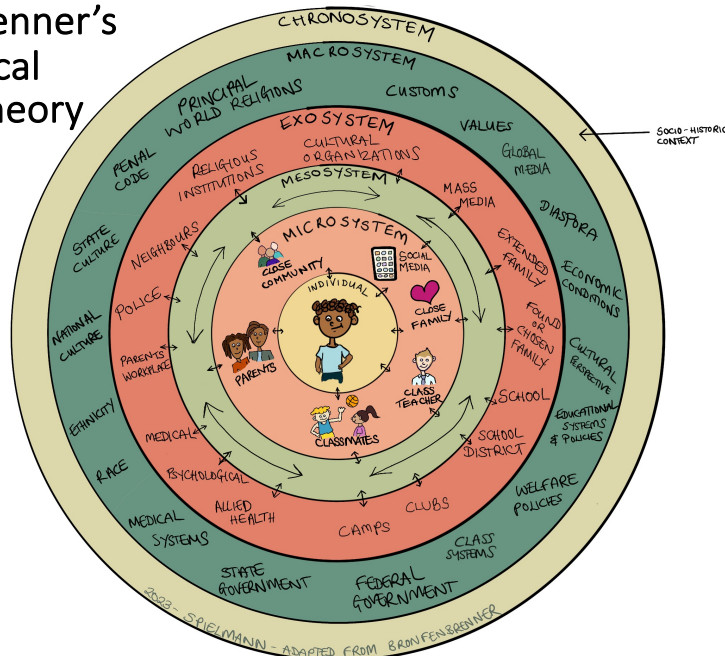 enner's
cal
heory
CHRONOSYSTEM
MACROSYSTEM
PRINCIPAL
WORLD RELIGIONS
CUSTOMS
VALUES
GLOBAL
MEDIA
DIASPORA
ECONOMIC
CONDITIONS
CULTURAL
PERSPECTIVE
EDUCATIONAL
SYSTEMS
& POLICIES
WELFARE
POLICIES
CLASS
SYSTEMS
FEDERAL
GOVERNMENT
STATE
GOVERNMENT
MEDICAL
SYSTEMS
RACE
ETHNICITY
NATIONAL
CULTURE
STATE
CULTURE
PENAL
CODE
SOCIO-HISTORIC
CONTEXT
EXOSYSTEM
CULTURAL
ORGANIZATIONS
MASS
MEDIA
EXTENDED
FAMILY
FOUND
OR
CHOSEN
FAMILY
SCHOOL
SCHOOL
DISTRICT
CLUBS
CAMPS
ALLIED
HEALTH
PSYCHOLOGICAL
MEDICAL
PARENTS
WORKPLACE
POLICE
NEIGHBOURS
RELIGIOUS
INSTITUTIONS
MESOSYSTEM
MICROSYSTEM
SOCIAL
MEDIA
CLOSE
FAMILY
CLASS
TEACHER
CLASSMATES
PARENTS
CLOSE
COMMUNITY
INDIVIDUAL
2023 - SPIELMANN - ADAPTED FROM BRONFENBRENNER